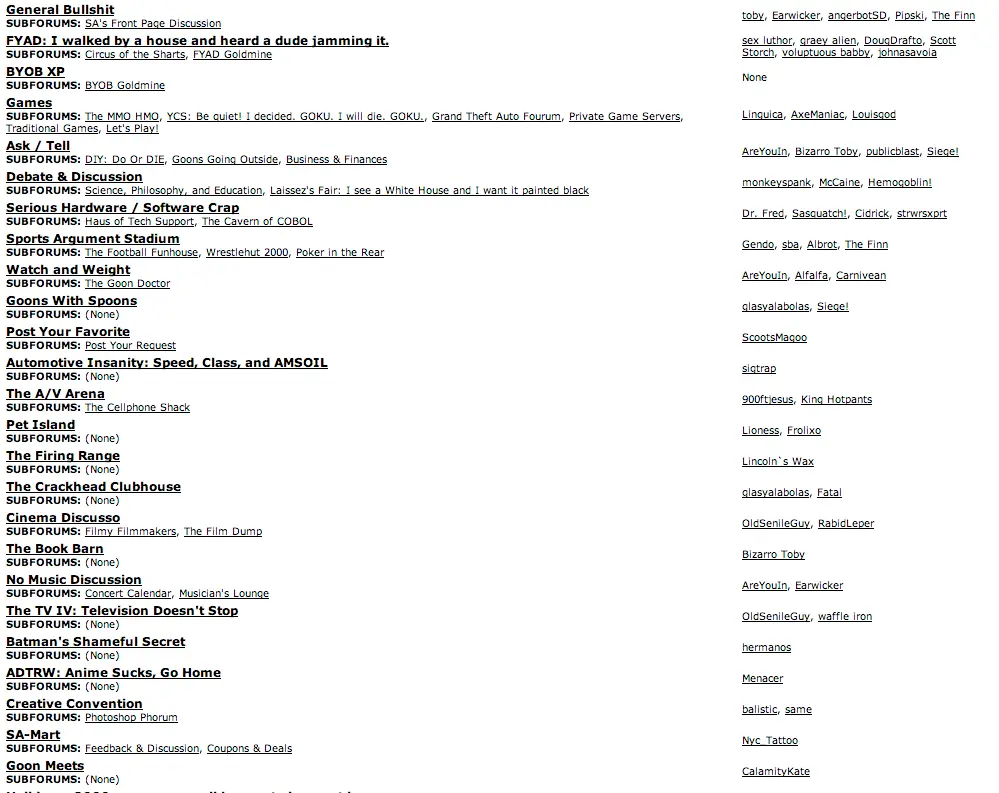 General Bullshit
SUBFORUMS: SA's Front Page Discussion
toby, Earwicker, angerbotSD, Pipski, The Finn
FYAD: I walked by a house and heard a dude jamming it.
SUBFORUMS: Circus of the Sharts, FYAD Goldmine
sex luthor, graey alien, DougDrafto, Scott
Storch, voluptuous babby, johnasavoia
BYOB XP
SUBFORUMS: BYOB Goldmine
None
Games
SUBFORUMS: The MMO HMO, YCS: Be quiet! I decided. GOKU. I will die. GOKU., Grand Theft Auto Fourum, Private Game Servers,
Traditional Games, Let's Play!
Linguica, AxeManiac, Louisgod
Ask / Tell
SUBFORUMS: DIY: Do Or DIE, Goons Going Outside, Business & Finances
AreYouIn, Bizarro Toby, publicblast, Siege!
Debate & Discussion
SUBFORUMS: Science, Philosophy, and Education, Laissez's Fair: I see a White House and I want it painted black
monkeyspank, McCaine, Hemogoblin!
Serious Hardware / Software Crap
SUBFORUMS: Haus of Tech Support, The Cavern of COBOL
Dr. Fred, Sasquatch!, Cidrick, strwrsxprt
Sports Argument Stadium
SUBFORUMS: The Football Funhouse, Wrestlehut 2000, Poker in the Rear
Gendo, sba, Albrot, The Finn
Watch and Weight
SUBFORUMS: The Goon Doctor
AreYouIn, Alfalfa, Carnivean
Goons With Spoons
SUBFORUMS: (None)
glasyalabolas, Siege!
Post Your Favorite
SUBFORUMS: Post Your Request
ScootsMagoo
Automotive Insanity: Speed, Class, and AMSOIL
SUBFORUMS: (None)
sigtrap
The A/V Arena
SUBFORUMS: The Cellphone Shack
900ftjesus, King Hotpants
Pet Island
SUBFORUMS: (None)
Lioness, Frolixo
The Firing Range
SUBFORUMS: (None)
Lincoln`s Wax
The Crackhead Clubhouse
SUBFORUMS: (None)
glasyalabolas, Fatal
Cinema Discusso
SUBFORUMS: Filmy Filmmakers, The Film Dump
OldSenileGuy, RabidLeper
The Book Barn
SUBFORUMS: (None)
Bizarro Toby
No Music Discussion
SUBFORUMS: Concert Calendar, Musician's Lounge
AreYouIn, Earwicker
The TV IV: Television Doesn't Stop
SUBFORUMS: (None)
OldSenileGuy, waffle iron
Batman's Shameful Secret
SUBFORUMS: (None)
hermanos
ADTRW: Anime Sucks, Go Home
SUBFORUMS: (None)
Menacer
Creative Convention
SUBFORUMS: Photoshop Phorum
balistic, same
SA-Mart
SUBFORUMS: Feedback & Discussion, Coupons & Deals
Nyc_Tattoo
Goon Meets
SUBFORUMS: (None)
CalamityKate